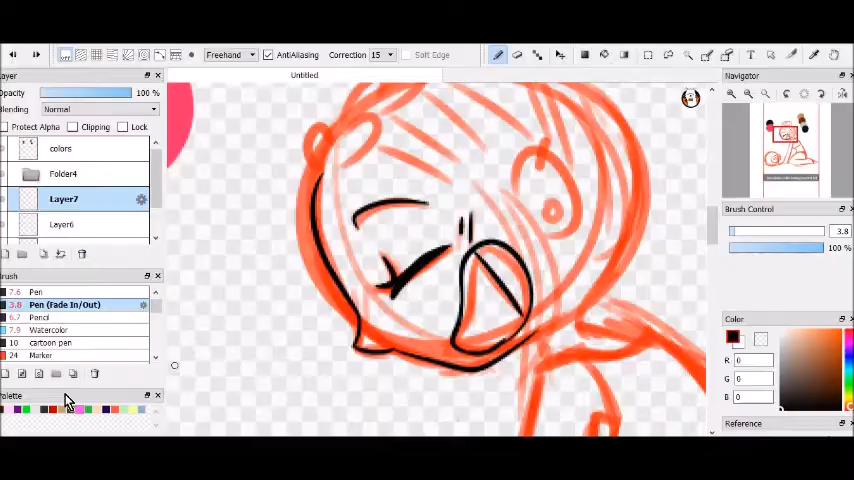 Freehand AntiAliasing Correction 15 Soft Edge
Untitled
Layer
Opacity 100 %
Blending Normal
Protect Alpha Clipping Lock
colors
Folder4
Layer7
Layer6
Brush
7.6 Pen
3.8 Pen (Fade In/Out)
6.7 Pencil
7.9 Watercolor
10 cartoon pen
24 Marker
Palette
Navigator
Brush Control
3.8
100 %
Color
R 0
G 0
B 0
Reference